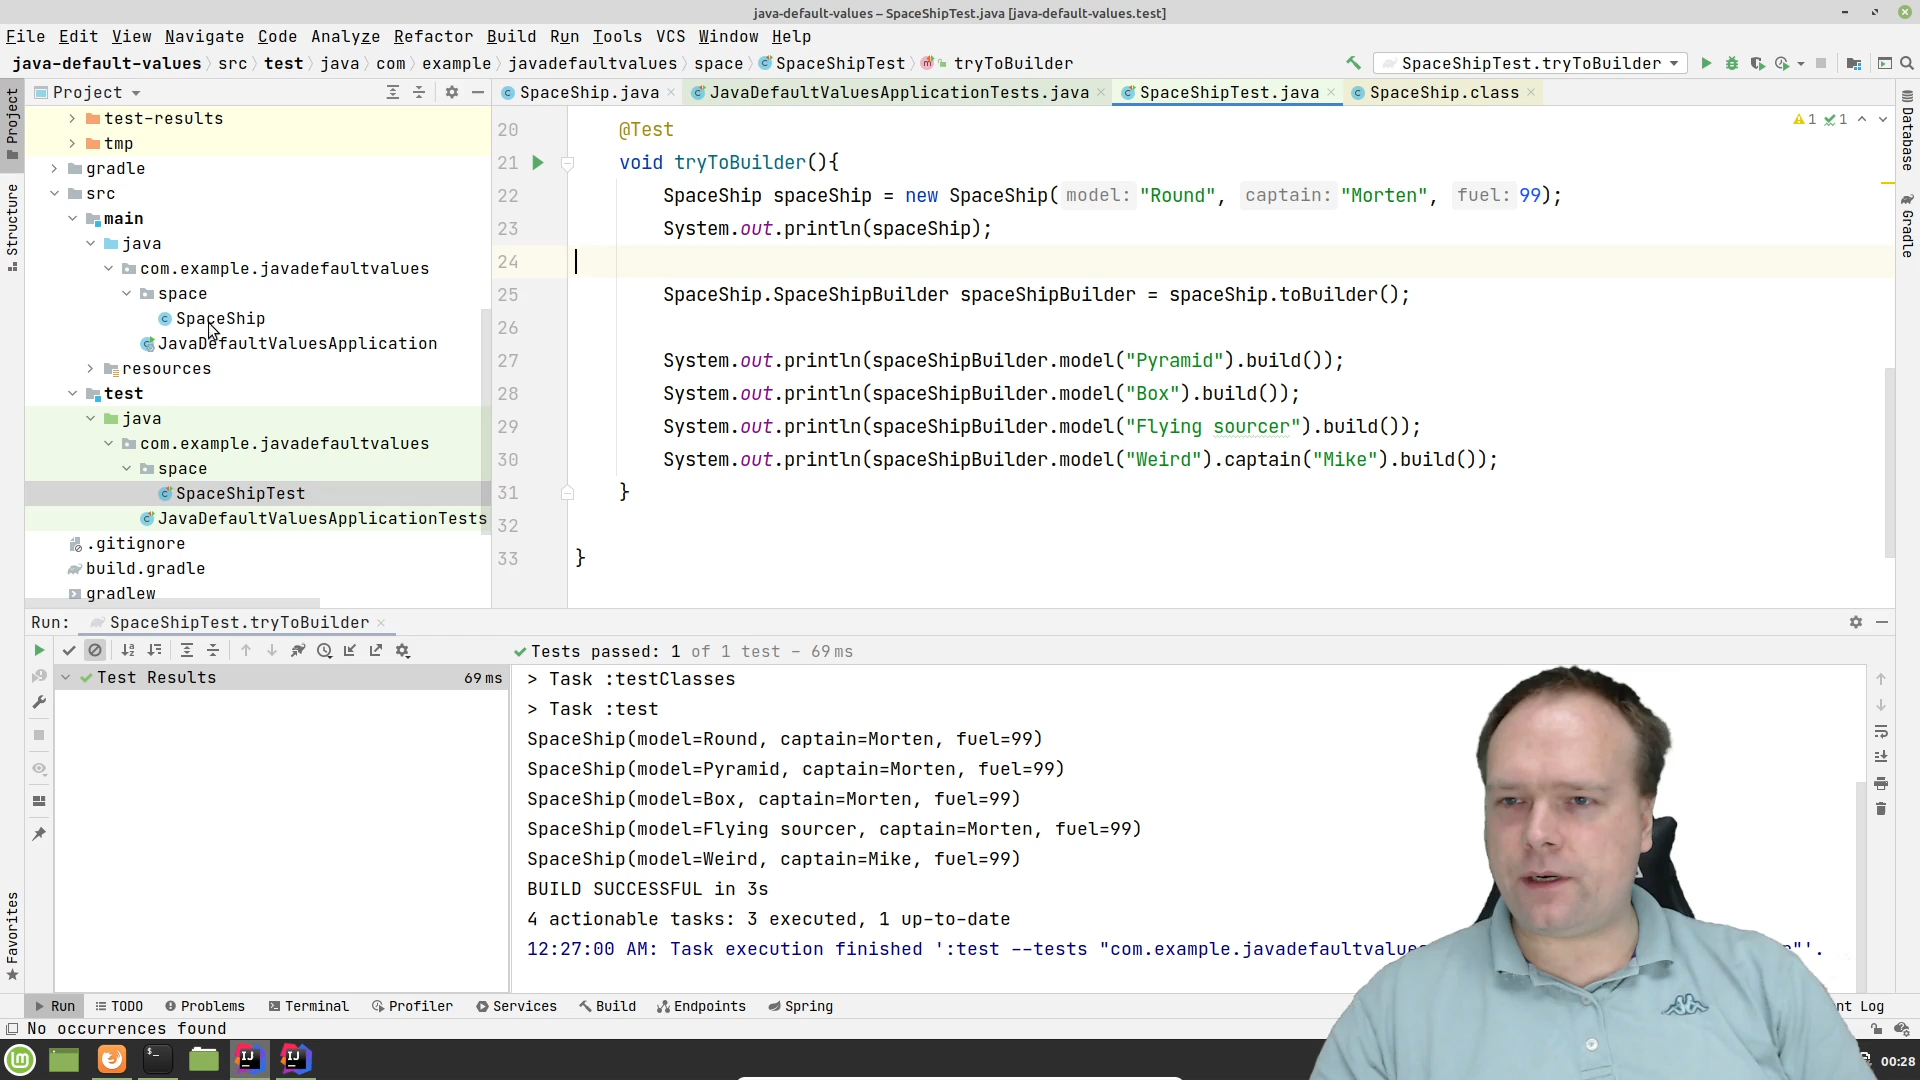 java-default-values – SpaceShipTest.java [java-default-values.test]
File Edit View Navigate Code Analyze Refactor Build Run Tools VCS Window Help
java-default-values src test java com example javadefaultvalues space SpaceShipTest tryToBuilder SpaceShipTest.tryToBuilder
Project SpaceShip.java JavaDefaultValuesApplicationTests.java SpaceShipTest.java SpaceShip.class
Project
Structure
Favorites
Database
Gradle
test-results
tmp
gradle
src
main
java
com.example.javadefaultvalues
space
SpaceShip
JavaDefaultValuesApplication
resources
test
java
com.example.javadefaultvalues
space
SpaceShipTest
JavaDefaultValuesApplicationTests
.gitignore
build.gradle
gradlew
1 1
20 @Test
21 void tryToBuilder(){
22 SpaceShip spaceShip = new SpaceShip( model: "Round", captain: "Morten", fuel: 99);
23 System.out.println(spaceShip);
24
25 SpaceShip.SpaceShipBuilder spaceShipBuilder = spaceShip.toBuilder();
26
27 System.out.println(spaceShipBuilder.model("Pyramid").build());
28 System.out.println(spaceShipBuilder.model("Box").build());
29 System.out.println(spaceShipBuilder.model("Flying sourcer").build());
30 System.out.println(spaceShipBuilder.model("Weird").captain("Mike").build());
31 }
32
33 }
Run: SpaceShipTest.tryToBuilder
Tests passed: 1 of 1 test – 69 ms
Test Results 69 ms
> Task :testClasses
> Task :test
SpaceShip(model=Round, captain=Morten, fuel=99)
SpaceShip(model=Pyramid, captain=Morten, fuel=99)
SpaceShip(model=Box, captain=Morten, fuel=99)
SpaceShip(model=Flying sourcer, captain=Morten, fuel=99)
SpaceShip(model=Weird, captain=Mike, fuel=99)
BUILD SUCCESSFUL in 3s
4 actionable tasks: 3 executed, 1 up-to-date
12:27:00 AM: Task execution finished ':test --tests "com.example.javadefaultvalues "'.
Run TODO Problems Terminal Profiler Services Build Endpoints Spring nt Log
No occurrences found
00:28